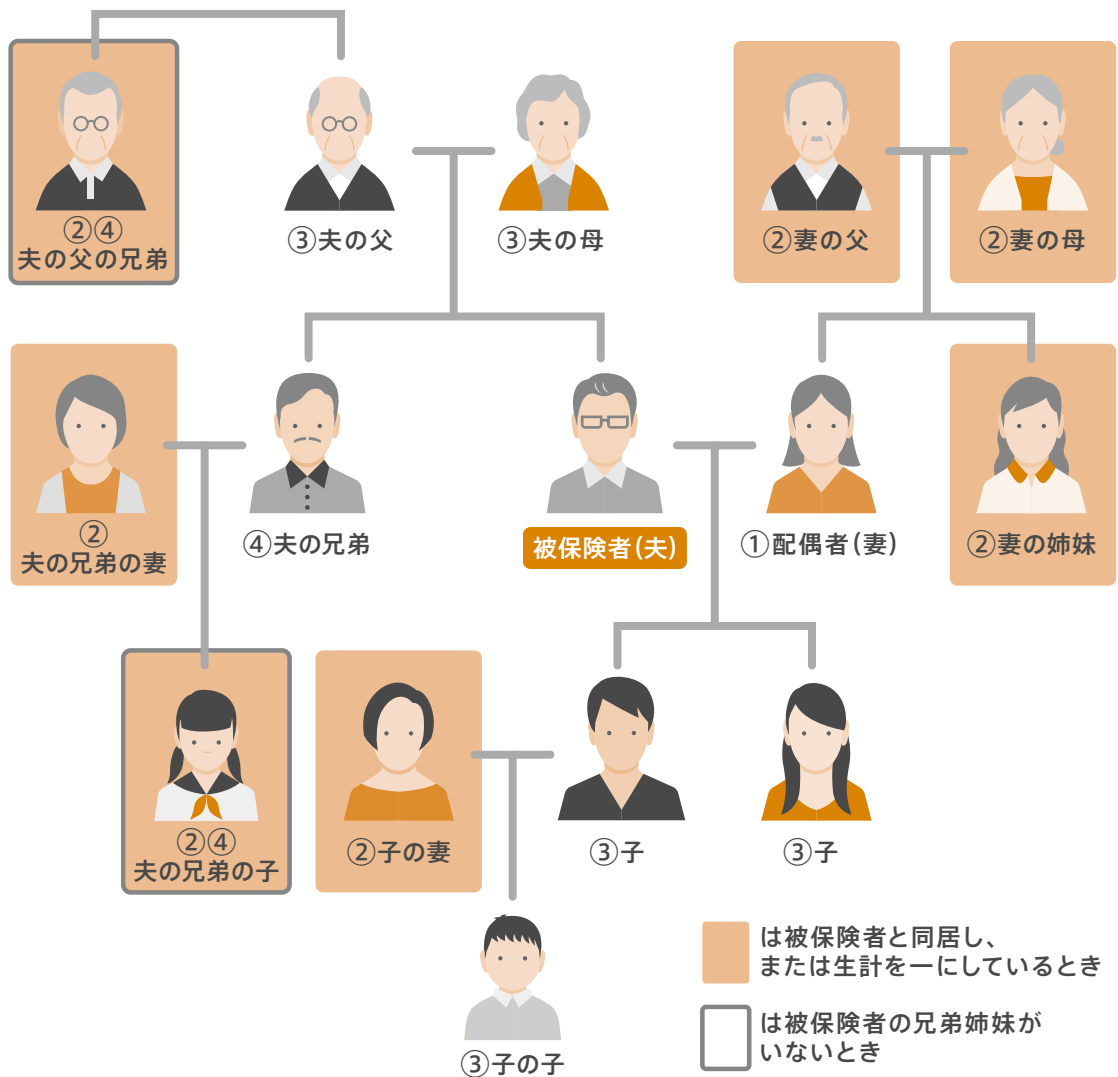 ②④
夫の父の兄弟
③夫の父
③夫の母
②妻の父
②妻の母
②
夫の兄弟の妻
④夫の兄弟
被保険者(夫)
①配偶者(妻)
②妻の姉妹
②④
夫の兄弟の子
②子の妻
③子
③子
③子の子
は被保険者と同居し、
または生計を一にしているとき
は被保険者の兄弟姉妹が
いないとき